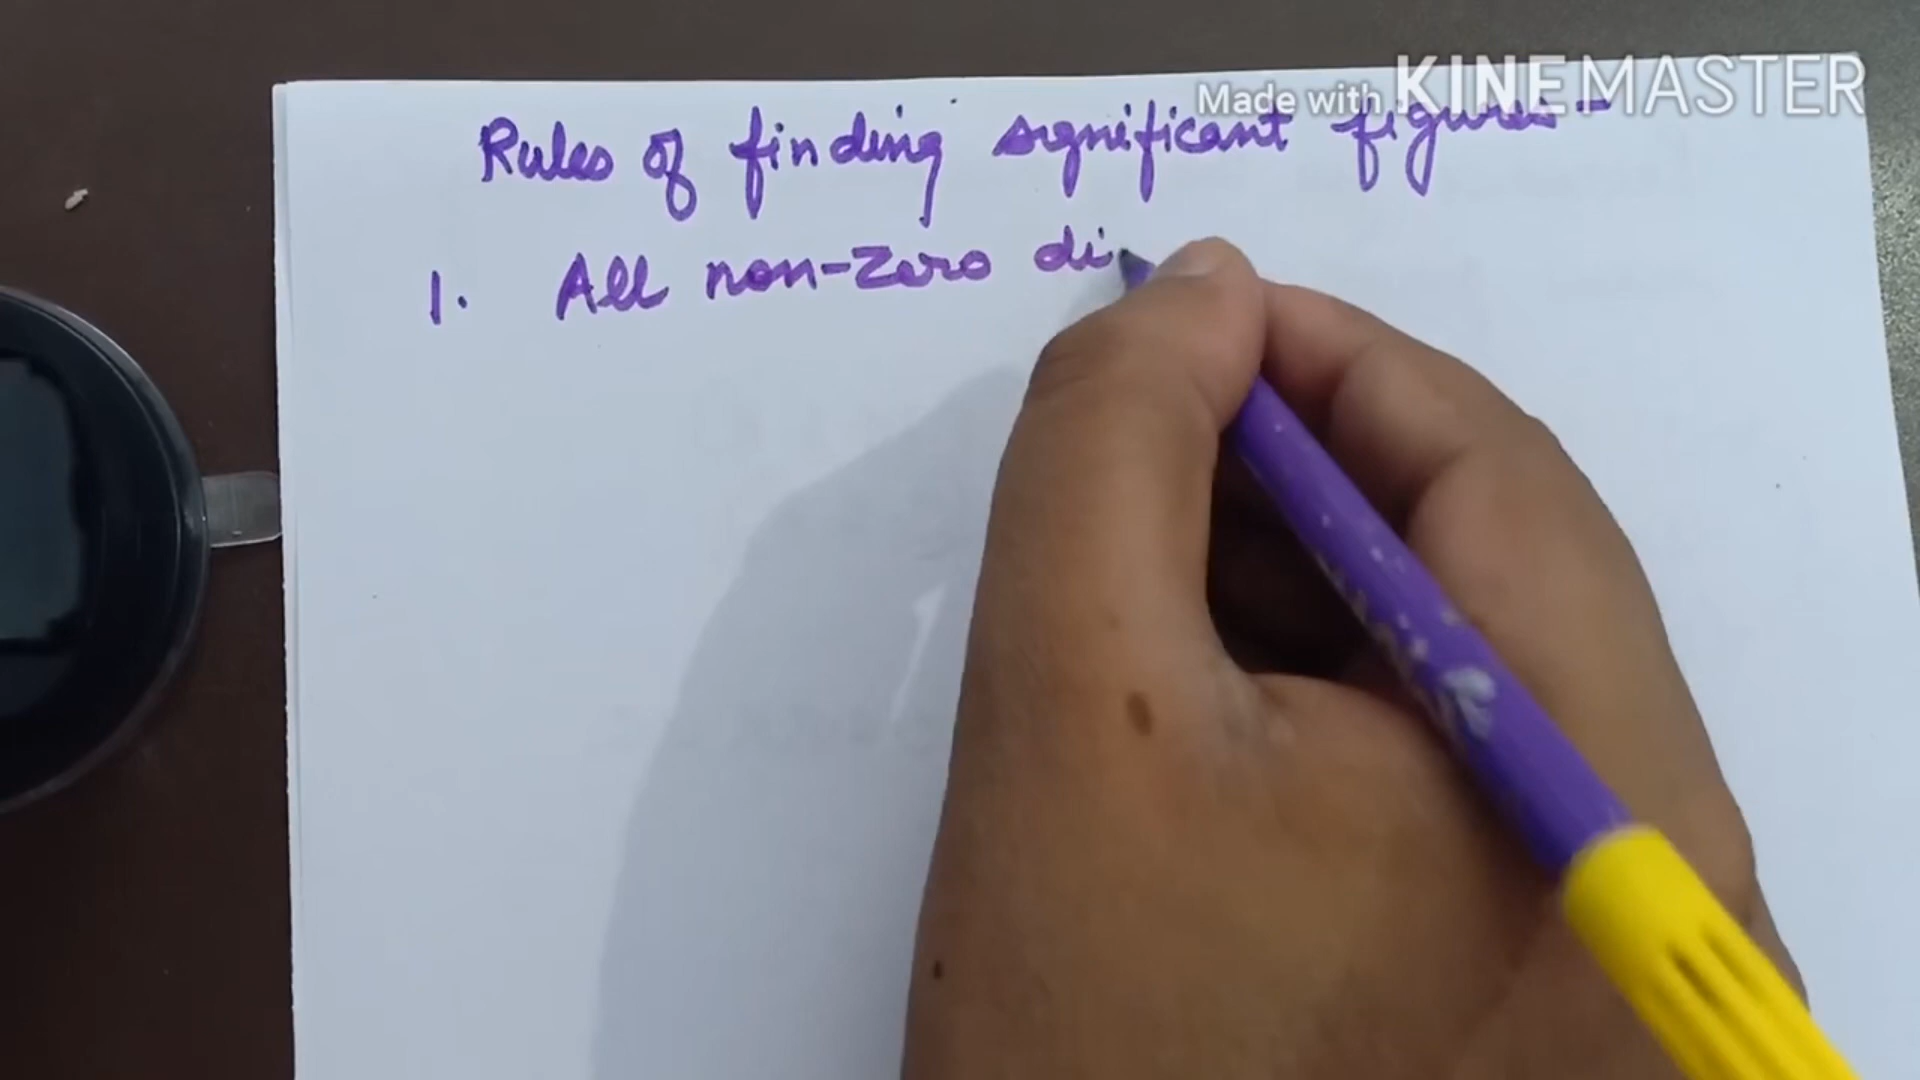 Made with KINEMASTER
Rules of finding significant figures-
1. All non-zero di